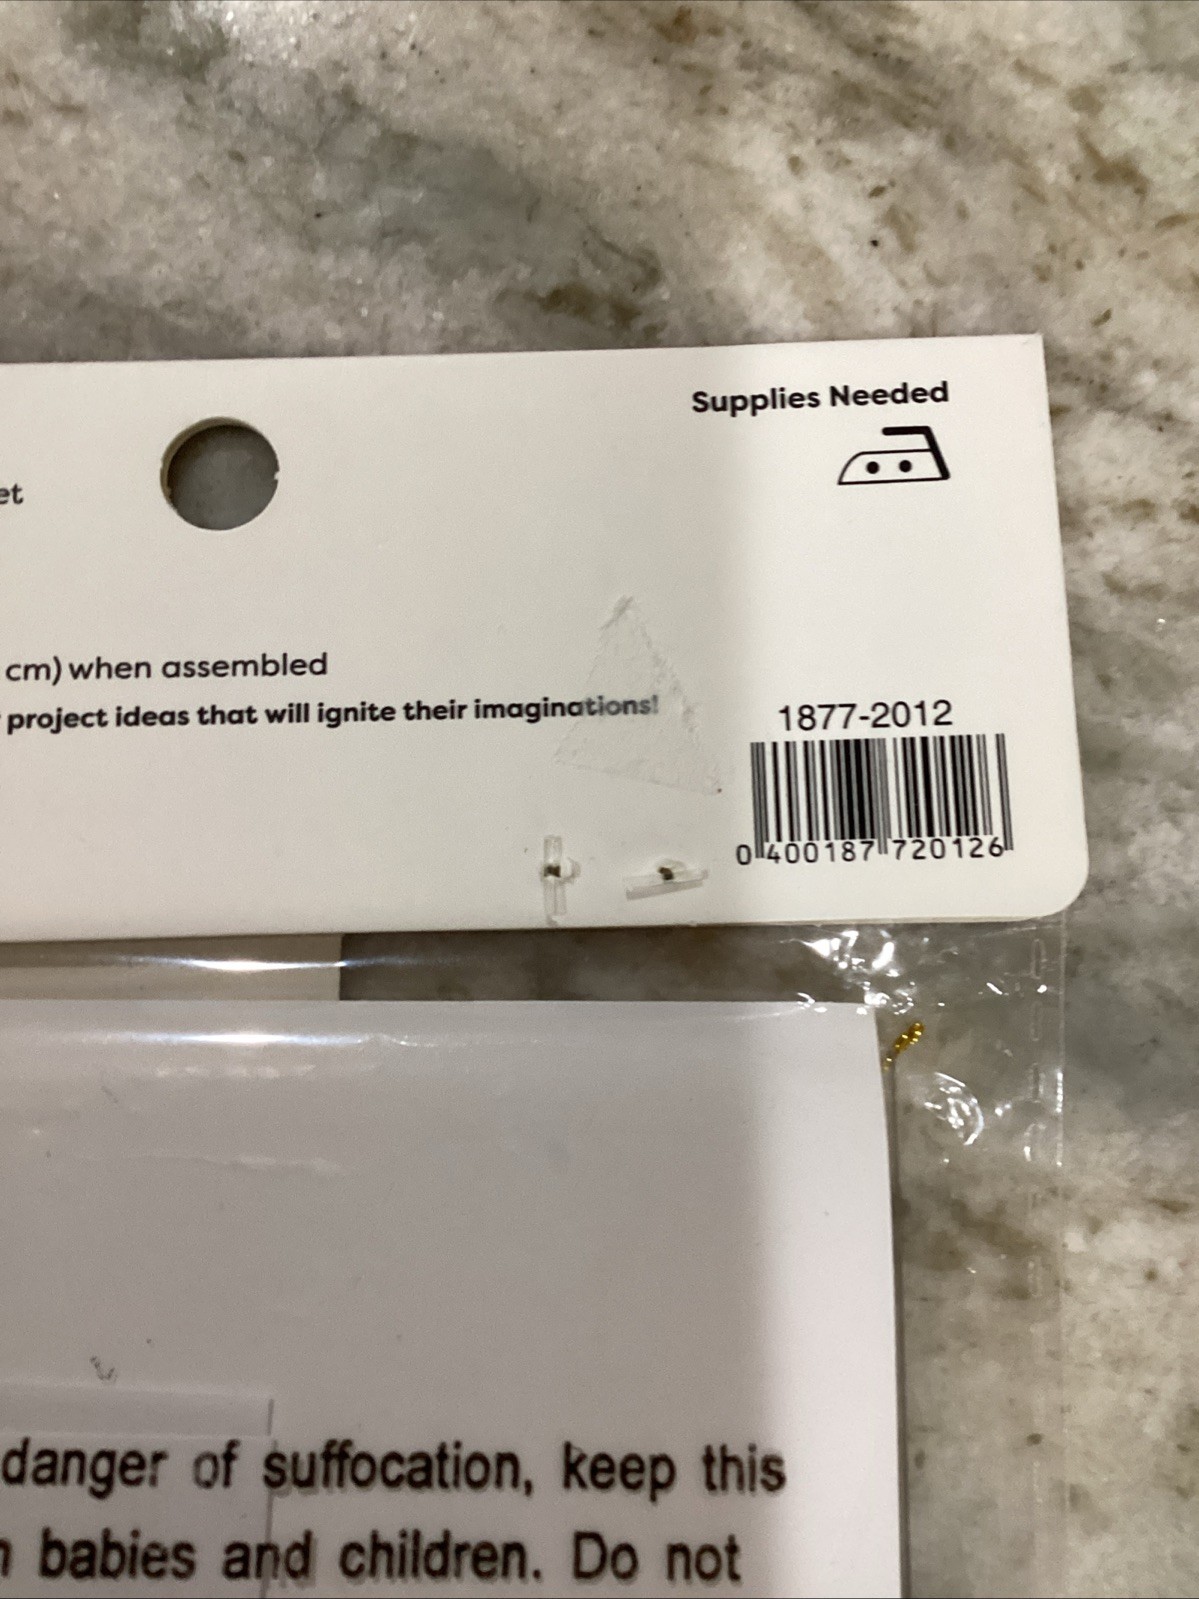 Supplies Needed
et
cm) when assembled
project ideas that will ignite their imaginations!
1877-2012
0 400187 720126
danger of suffocation, keep this
babies and children. Do not